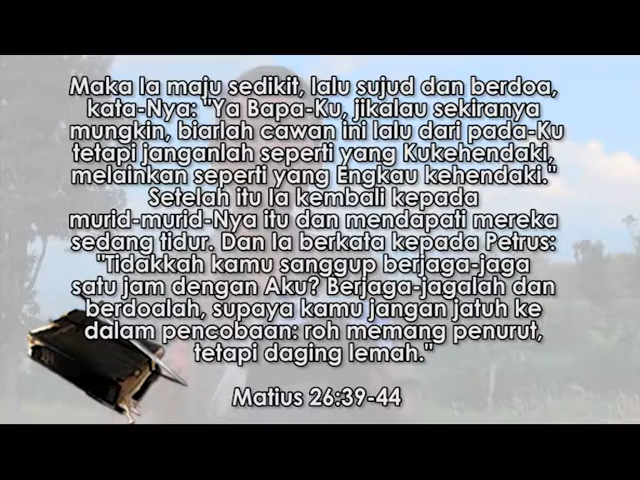 Maka Ia maju sedikit, lalu sujud dan berdoa,
kata-Nya: "Ya Bapa-Ku, jikalau sekiranya
mungkin, biarlah cawan ini lalu dari pada-Ku
tetapi janganlah seperti yang Kukehendaki,
melainkan seperti yang Engkau kehendaki."
Setelah itu Ia kembali kepada
murid-murid-Nya itu dan mendapati mereka
sedang tidur. Dan Ia berkata kepada Petrus:
"Tidakkah kamu sanggup berjaga-jaga
satu jam dengan Aku? Berjaga-jagalah dan
berdoalah, supaya kamu jangan jatuh ke
dalam pencobaan: roh memang penurut,
tetapi daging lemah."
Matius 26:39-44